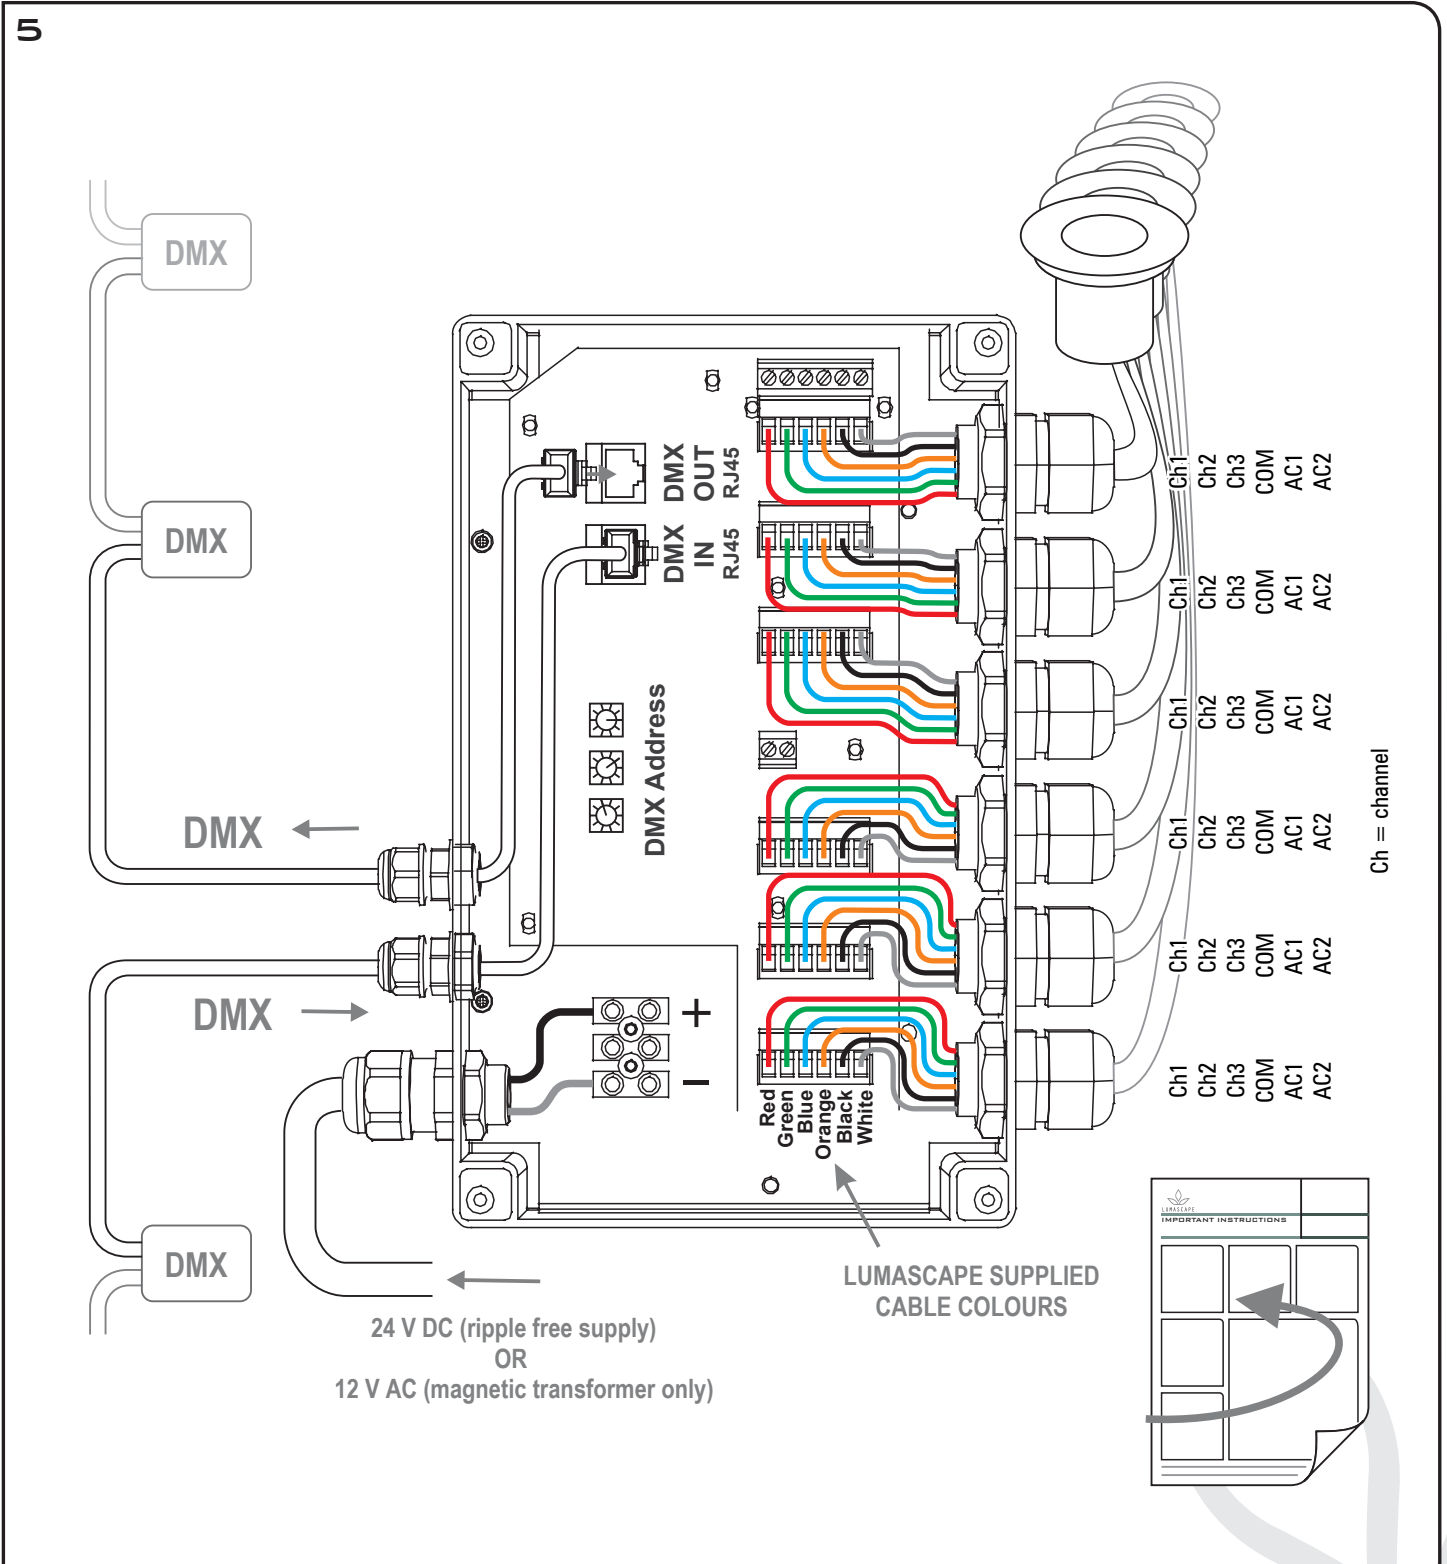 5
DMX
DMX
DMX
OUT
RJ45
DMX
IN
RJ45
DMX Address
DMX
DMX
+
−
Red
Green
Blue
Orange
Black
White
Ch1
Ch2
Ch3
COM
AC1
AC2
Ch1
Ch2
Ch3
COM
AC1
AC2
Ch1
Ch2
Ch3
COM
AC1
AC2
Ch1
Ch2
Ch3
COM
AC1
AC2
Ch1
Ch2
Ch3
COM
AC1
AC2
Ch1
Ch2
Ch3
COM
AC1
AC2
Ch = channel
DMX
24 V DC (ripple free supply)
OR
12 V AC (magnetic transformer only)
LUMASCAPE SUPPLIED
CABLE COLOURS
LUMASCAPE
IMPORTANT INSTRUCTIONS